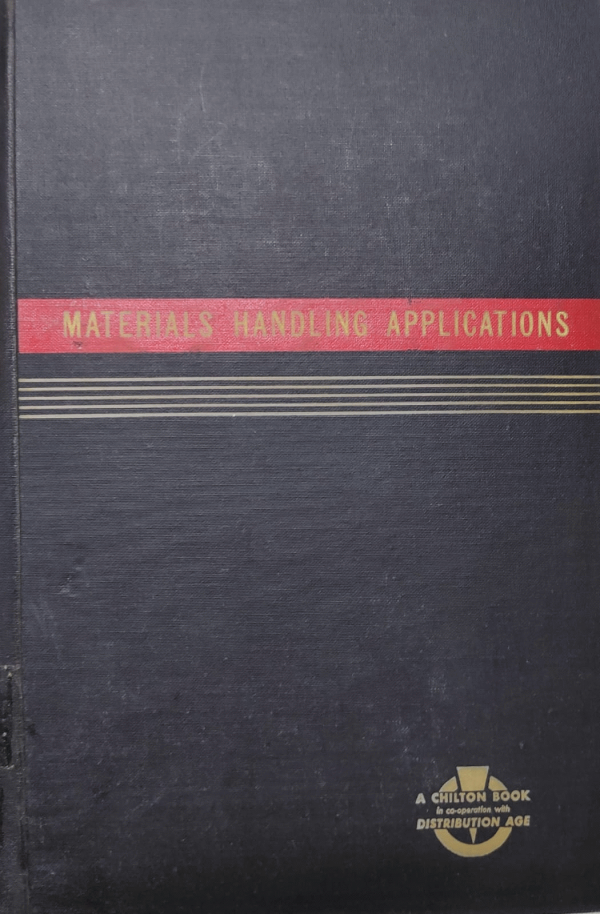 MATERIALS HANDLING APPLICATIONS
A CHILTON BOOK
in co-operation with
DISTRIBUTION AGE